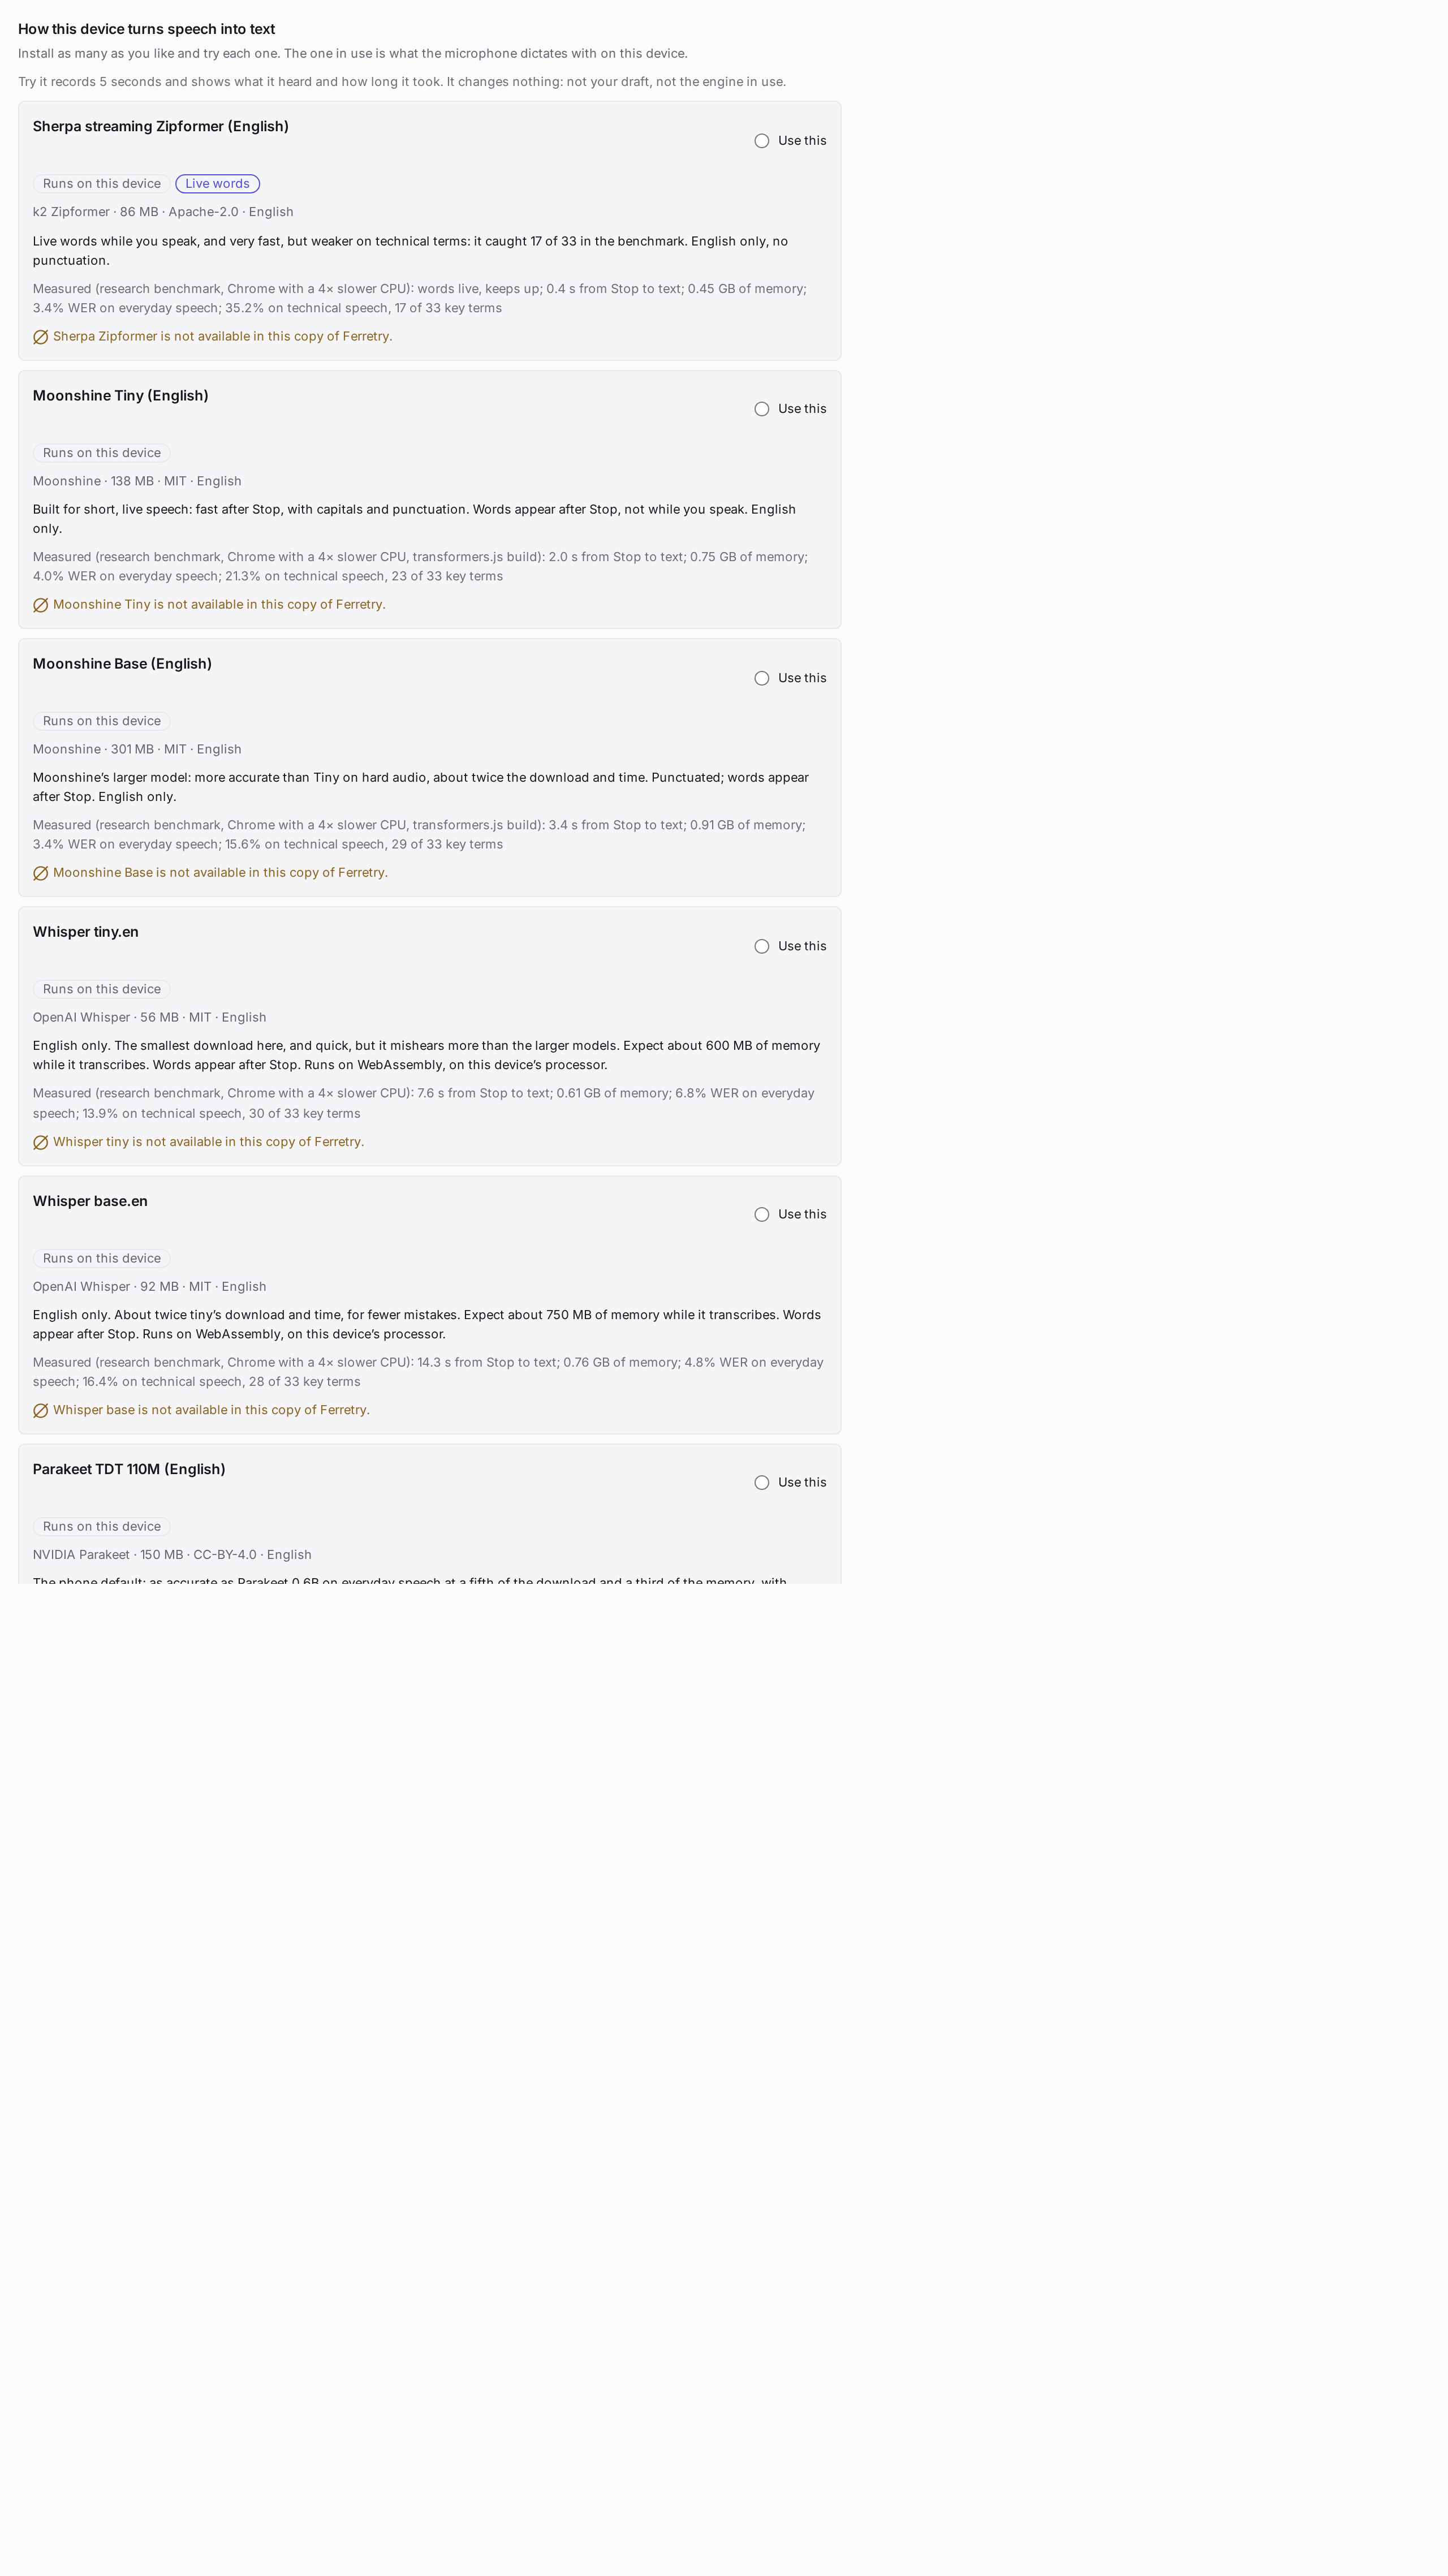 How this device turns speech into text
Install as many as you like and try each one. The one in use is what the microphone dictates with on this device.
Try it records 5 seconds and shows what it heard and how long it took. It changes nothing: not your draft, not the engine in use.
Sherpa streaming Zipformer (English)
Use this
Runs on this device
Live words
k2 Zipformer · 86 MB · Apache-2.0 · English
Live words while you speak, and very fast, but weaker on technical terms: it caught 17 of 33 in the benchmark. English only, no
punctuation.
Measured (research benchmark, Chrome with a 4× slower CPU): words live, keeps up; 0.4 s from Stop to text; 0.45 GB of memory;
3.4% WER on everyday speech; 35.2% on technical speech, 17 of 33 key terms
Sherpa Zipformer is not available in this copy of Ferretry.
Moonshine Tiny (English)
Use this
Runs on this device
Moonshine · 138 MB · MIT · English
Built for short, live speech: fast after Stop, with capitals and punctuation. Words appear after Stop, not while you speak. English
only.
Measured (research benchmark, Chrome with a 4× slower CPU, transformers.js build): 2.0 s from Stop to text; 0.75 GB of memory;
4.0% WER on everyday speech; 21.3% on technical speech, 23 of 33 key terms
Moonshine Tiny is not available in this copy of Ferretry.
Moonshine Base (English)
Use this
Runs on this device
Moonshine · 301 MB · MIT · English
Moonshine’s larger model: more accurate than Tiny on hard audio, about twice the download and time. Punctuated; words appear
after Stop. English only.
Measured (research benchmark, Chrome with a 4× slower CPU, transformers.js build): 3.4 s from Stop to text; 0.91 GB of memory;
3.4% WER on everyday speech; 15.6% on technical speech, 29 of 33 key terms
Moonshine Base is not available in this copy of Ferretry.
Whisper tiny.en
Use this
Runs on this device
OpenAI Whisper · 56 MB · MIT · English
English only. The smallest download here, and quick, but it mishears more than the larger models. Expect about 600 MB of memory
while it transcribes. Words appear after Stop. Runs on WebAssembly, on this device’s processor.
Measured (research benchmark, Chrome with a 4× slower CPU): 7.6 s from Stop to text; 0.61 GB of memory; 6.8% WER on everyday
speech; 13.9% on technical speech, 30 of 33 key terms
Whisper tiny is not available in this copy of Ferretry.
Whisper base.en
Use this
Runs on this device
OpenAI Whisper · 92 MB · MIT · English
English only. About twice tiny’s download and time, for fewer mistakes. Expect about 750 MB of memory while it transcribes. Words
appear after Stop. Runs on WebAssembly, on this device’s processor.
Measured (research benchmark, Chrome with a 4× slower CPU): 14.3 s from Stop to text; 0.76 GB of memory; 4.8% WER on everyday
speech; 16.4% on technical speech, 28 of 33 key terms
Whisper base is not available in this copy of Ferretry.
Parakeet TDT 110M (English)
Use this
Runs on this device
NVIDIA Parakeet · 150 MB · CC-BY-4.0 · English
The phone default: as accurate as Parakeet 0.6B on everyday speech at a fifth of the download and a third of the memory, with